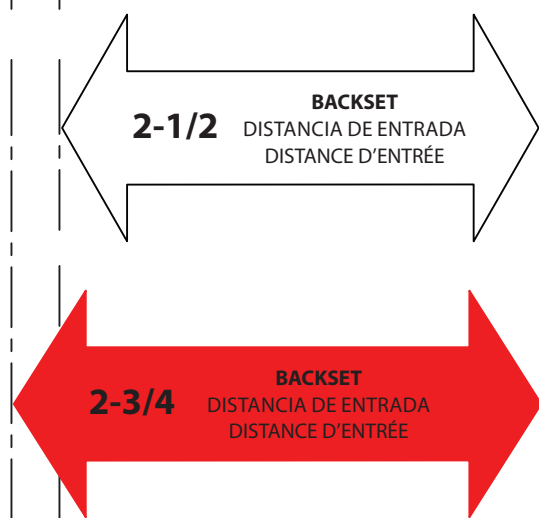 2-1/2
BACKSET
DISTANCIA DE ENTRADA
DISTANCE D'ENTRÉE
2-3/4
BACKSET
DISTANCIA DE ENTRADA
DISTANCE D'ENTRÉE